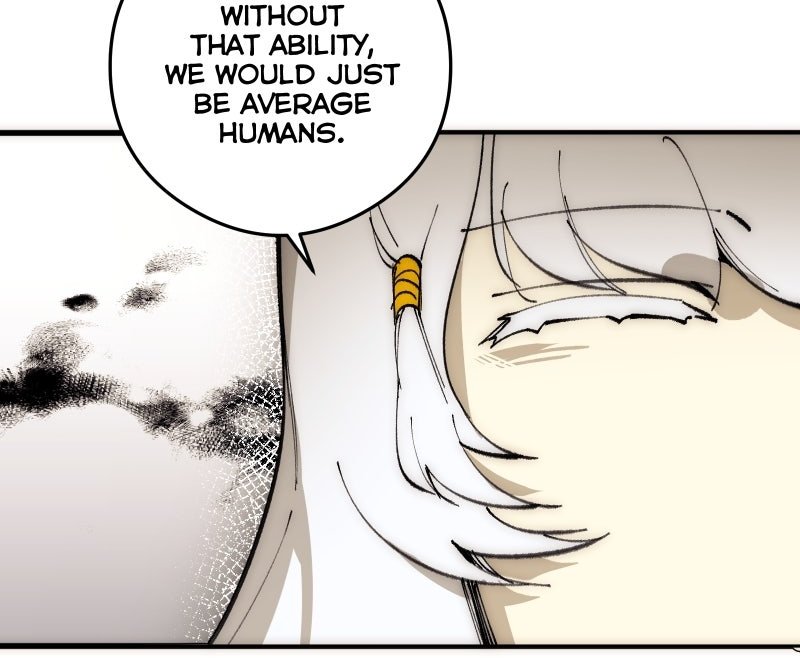 WITHOUT
THAT ABILITY,
WE WOULD JUST
BE AVERAGE
HUMANS.